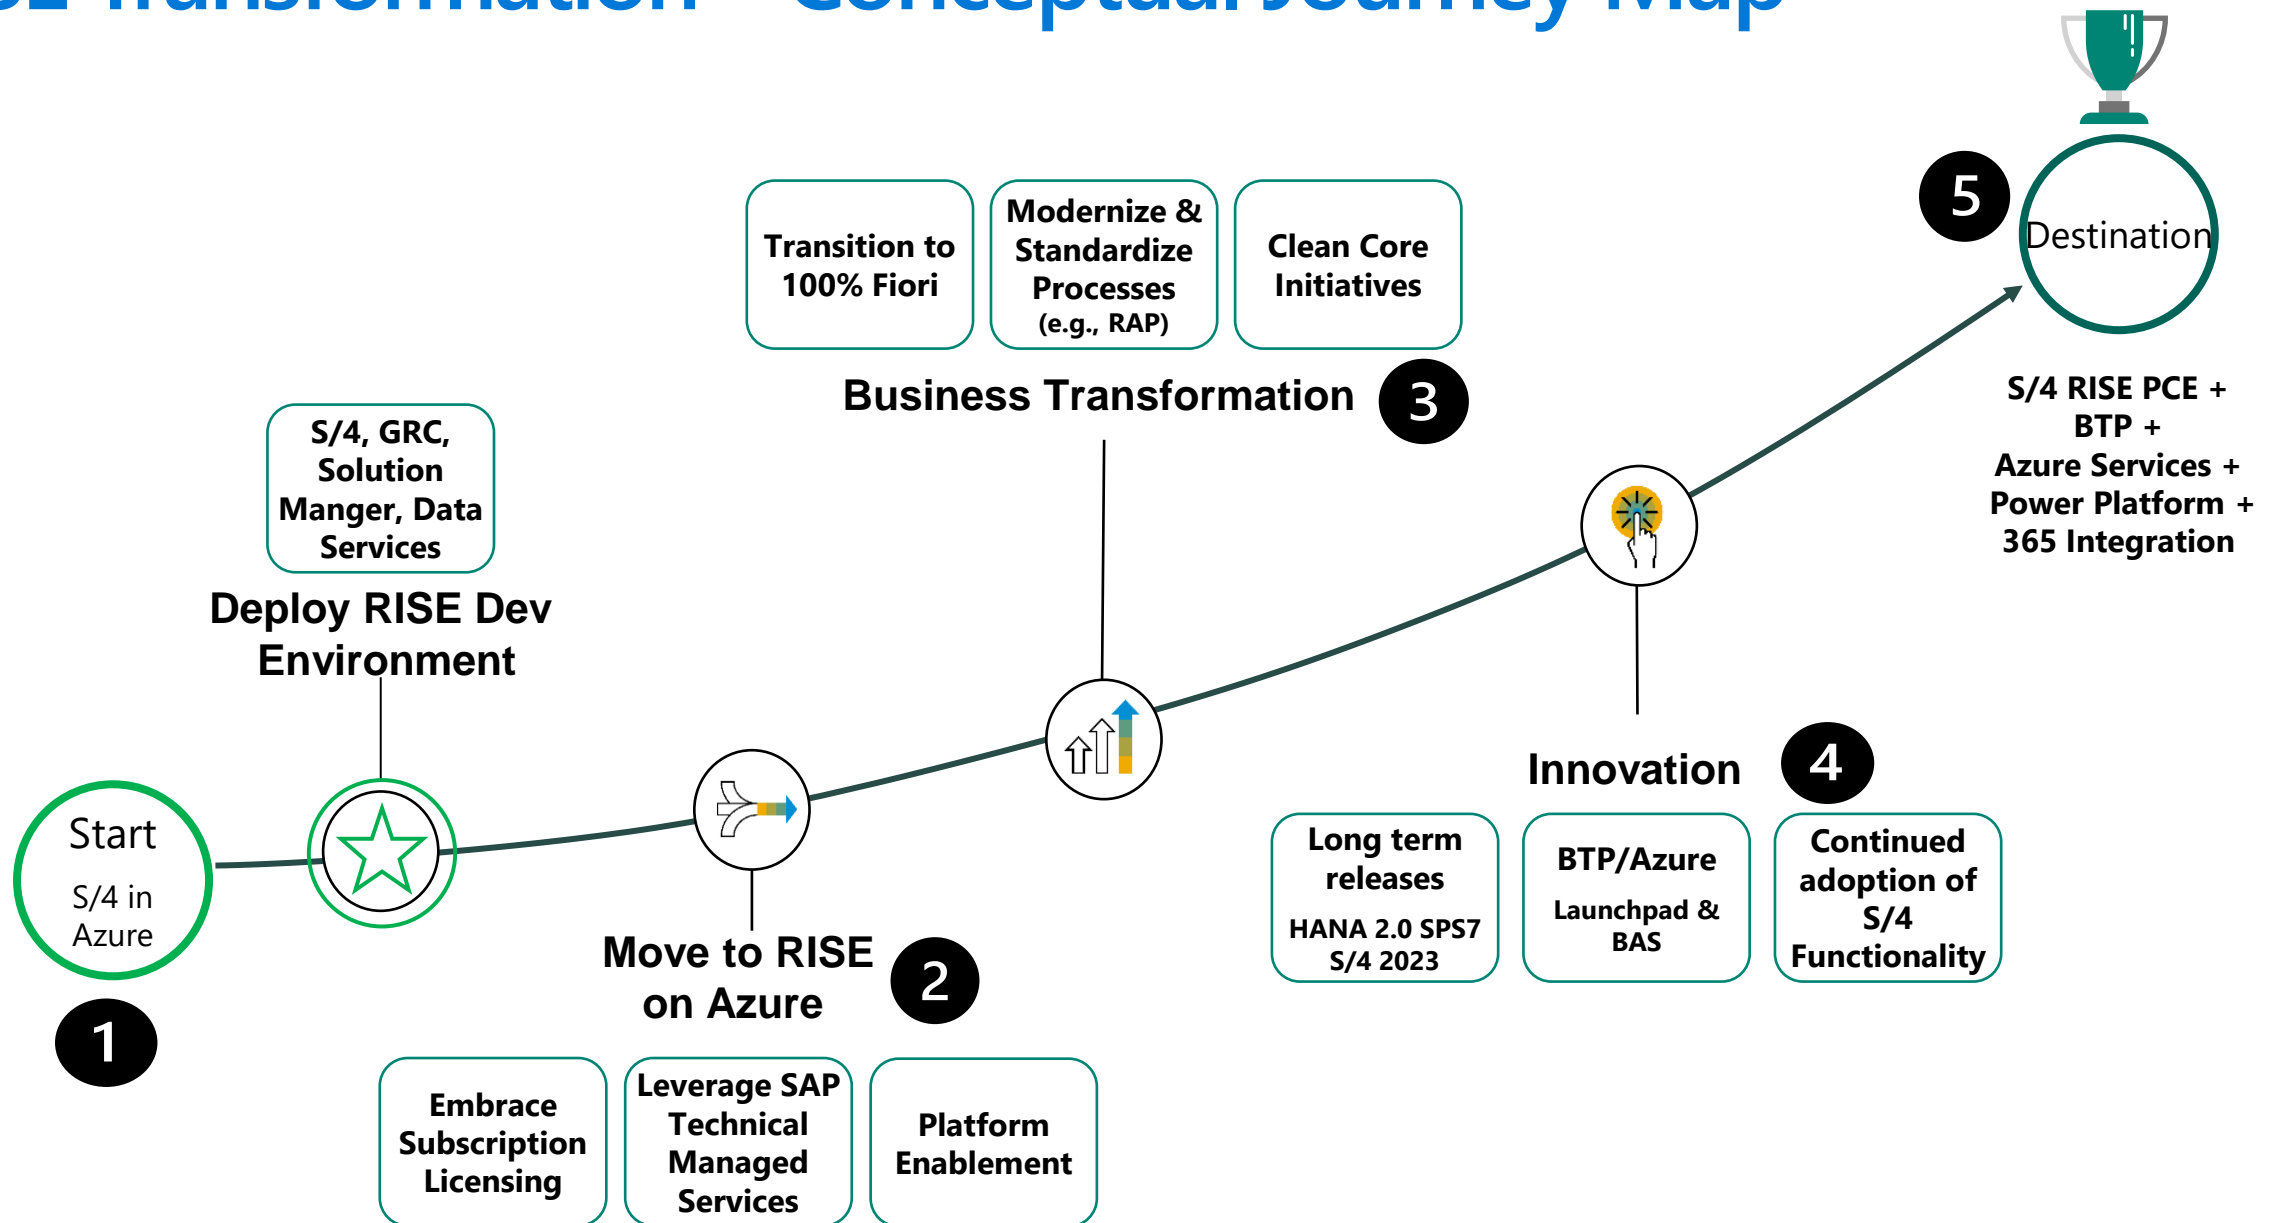 Transformation – Conceptual Journey Map
5
Destination
S/4 RISE PCE +
BTP +
Azure Services +
Power Platform +
365 Integration
Transition to
100% Fiori
Modernize &
Standardize
Processes
(e.g., RAP)
Clean Core
Initiatives
Business Transformation
3
S/4, GRC,
Solution
Manger, Data
Services
Deploy RISE Dev
Environment
Start
S/4 in
Azure
1
Move to RISE
on Azure
2
Embrace
Subscription
Licensing
Leverage SAP
Technical
Managed
Services
Platform
Enablement
Innovation
4
Long term
releases
HANA 2.0 SPS7
S/4 2023
BTP/Azure
Launchpad &
BAS
Continued
adoption of
S/4
Functionality